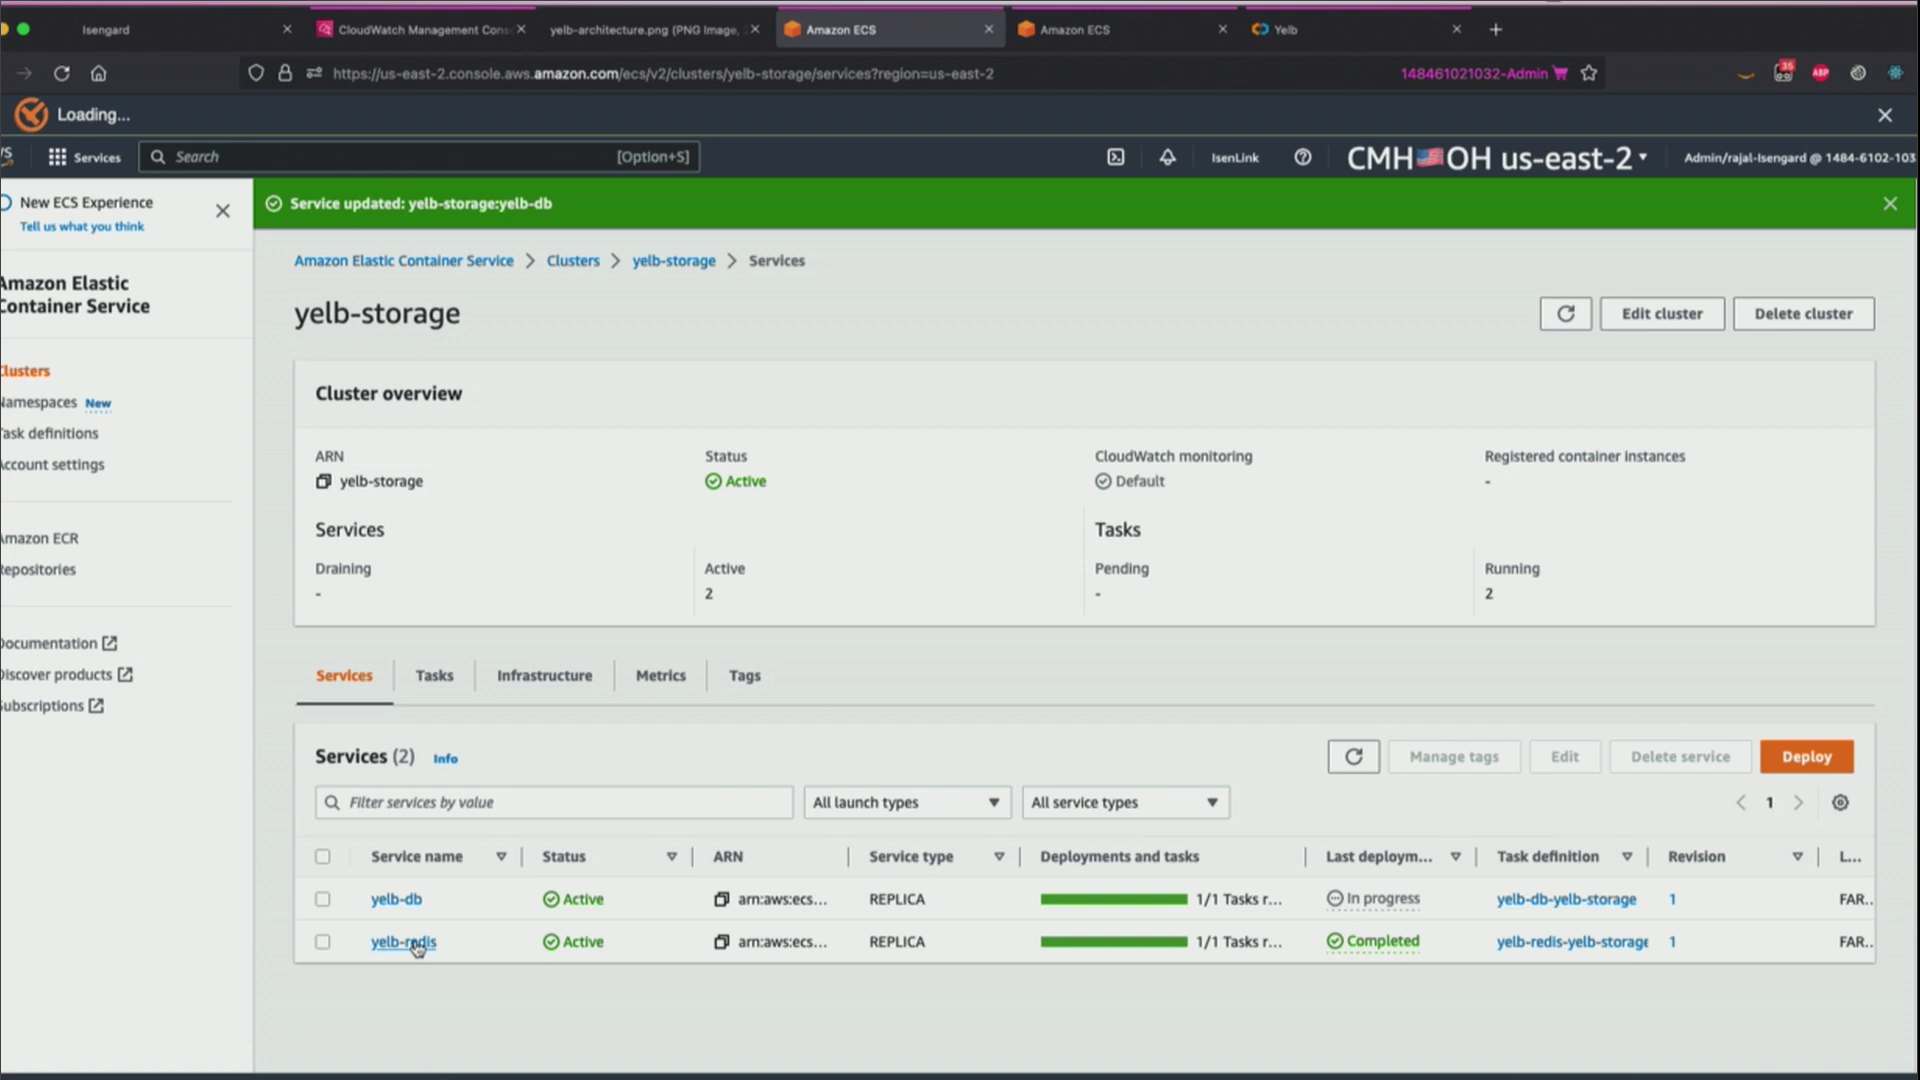 Isengard
CloudWatch Management Cons
yelb-architecture.png (PNG Image,
Amazon ECS
Amazon ECS
Yelb
https://us-east-2.console.aws.amazon.com/ecs/v2/clusters/yelb-storage/services?region=us-east-2
148461021032-Admin
35
ABP
Loading...
Services
Search
[Option+S]
IsenLink
CMH🇺🇸OH us-east-2
Admin/rajal-Isengard @ 1484-6102-103
New ECS Experience
Tell us what you think
Service updated: yelb-storage:yelb-db
Amazon Elastic Container Service
Clusters
yelb-storage
Services
Amazon Elastic
Container Service
Clusters
Namespaces New
Task definitions
Account settings
Amazon ECR
Repositories
Documentation
Discover products
Subscriptions
yelb-storage
Edit cluster
Delete cluster
Cluster overview
ARN
yelb-storage
Status
Active
CloudWatch monitoring
Default
Registered container instances
-
Services
Tasks
Draining
-
Active
2
Pending
-
Running
2
Services
Tasks
Infrastructure
Metrics
Tags
Services (2) Info
Manage tags
Edit
Delete service
Deploy
Filter services by value
All launch types
All service types
1
Service name
Status
ARN
Service type
Deployments and tasks
Last deploym...
Task definition
Revision
L...
yelb-db
Active
arn:aws:ecs...
REPLICA
1/1 Tasks r...
In progress
yelb-db-yelb-storage
1
FAR...
yelb-redis
Active
arn:aws:ecs...
REPLICA
1/1 Tasks r...
Completed
yelb-redis-yelb-storage
1
FAR...